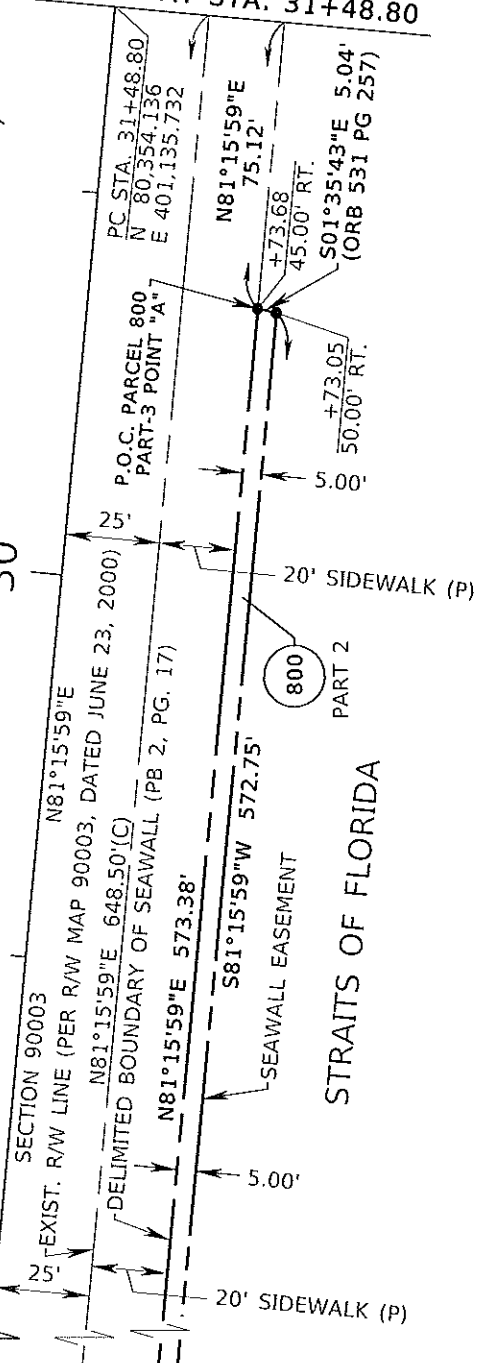 STA. 31+48.80
PC STA. 31+48.80
N 80,354.136
E 401,135.732
N81°15'59"E
75.12'
+73.68
45.00' RT.
S01°35'43"E 5.04'
(ORB 531 PG 257)
P.O.C. PARCEL 800
PART-3 POINT "A"
+73.05
50.00' RT.
5.00'
25'
20' SIDEWALK (P)
800
PART 2
N81°15'59"E
SECTION 90003
EXIST. R/W LINE (PER R/W MAP 90003, DATED JUNE 23, 2000)
N81°15'59"E 648.50'(C)
DELIMITED BOUNDARY OF SEAWALL (PB 2, PG. 17)
N81°15'59"E 573.38'
S81°15'59"W 572.75'
SEAWALL EASEMENT
STRAITS OF FLORIDA
5.00'
25'
20' SIDEWALK (P)